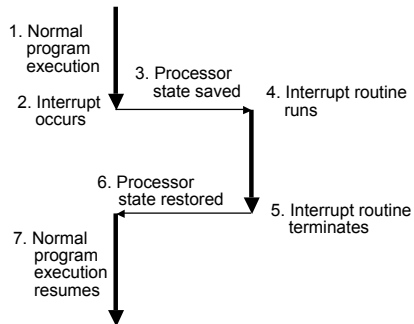 1. Normal
program
execution
2. Interrupt
occurs
3. Processor
state saved
4. Interrupt routine
runs
5. Interrupt routine
terminates
6. Processor
state restored
7. Normal
program
execution
resumes